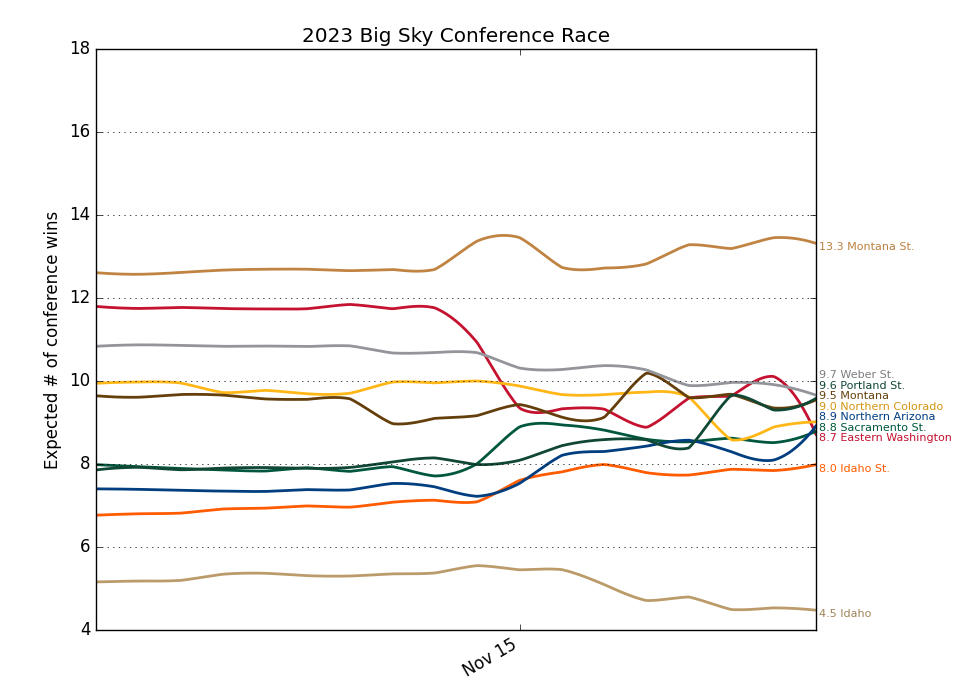 2023 Big Sky Conference Race
18
16
14
12
10
8
6
4
Expected # of conference wins
Nov 15
13.3 Montana St.
9.7 Weber St.
9.6 Portland St.
9.5 Montana
9.0 Northern Colorado
8.9 Northern Arizona
8.8 Sacramento St.
8.7 Eastern Washington
8.0 Idaho St.
4.5 Idaho